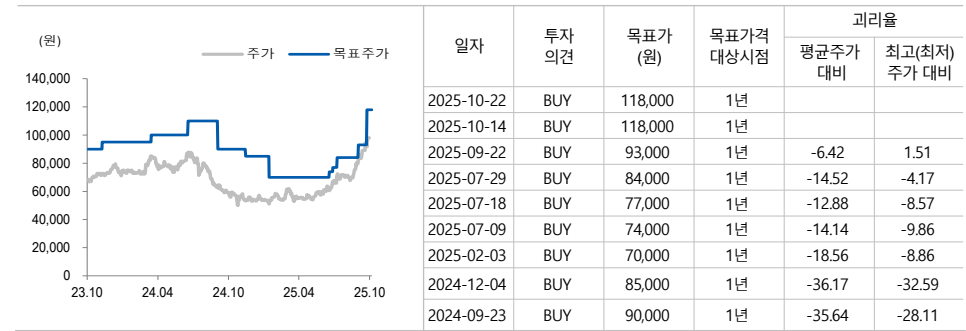 (원)
주가 목표주가
140,000
120,000
100,000
80,000
60,000
40,000
20,000
0
23.10 24.04 24.10 25.04 25.10
일자 투자의견 목표가(원) 목표가격대상시점 괴리율
평균주가대비 최고(최저)주가 대비
2025-10-22 BUY 118,000 1년
2025-10-14 BUY 118,000 1년
2025-09-22 BUY 93,000 1년 -6.42 1.51
2025-07-29 BUY 84,000 1년 -14.52 -4.17
2025-07-18 BUY 77,000 1년 -12.88 -8.57
2025-07-09 BUY 74,000 1년 -14.14 -9.86
2025-02-03 BUY 70,000 1년 -18.56 -8.86
2024-12-04 BUY 85,000 1년 -36.17 -32.59
2024-09-23 BUY 90,000 1년 -35.64 -28.11